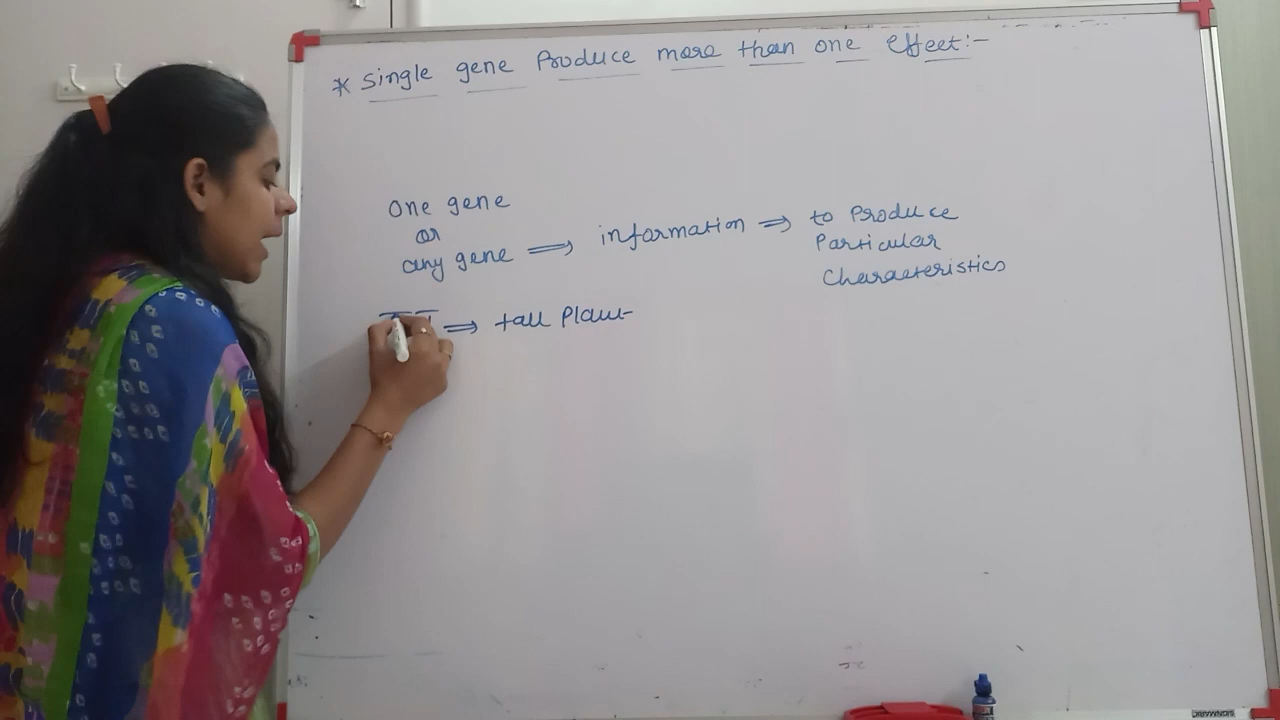 * Single gene Produce more than one Effect:-
One gene
or
any gene ⇒ information ⇒ to Produce
Particular
Characteristics
TT ⇒ tall Plant